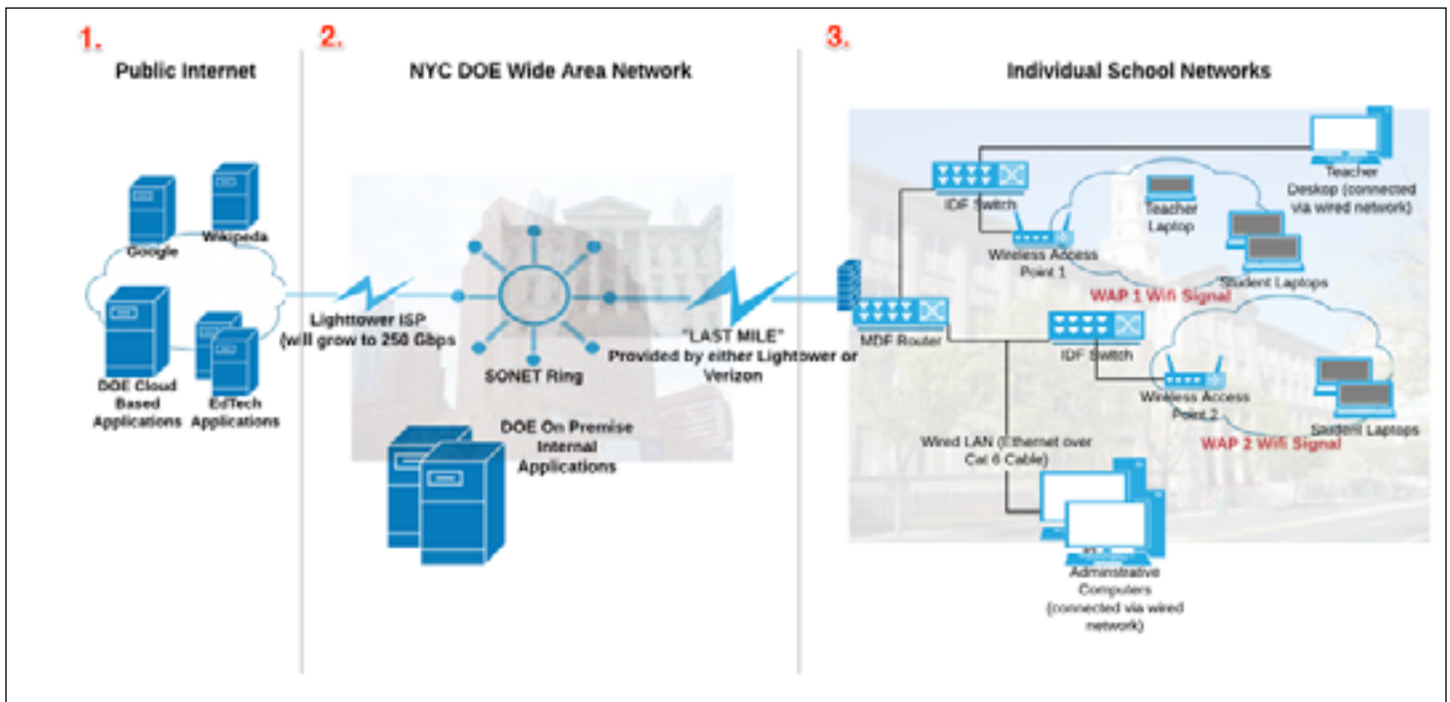 1.
Public Internet
Google
Wikipeda
DOE Cloud
Based
Applications
EdTech
Applications
Lighttower ISP
(will grow to 250 Gbps
2.
NYC DOE Wide Area Network
SONET Ring
DOE On Premise
Internal
Applications
"LAST MILE"
Provided by either Lightower or
Verizon
3.
Individual School Networks
MDF Router
IDF Switch
Wireless Access
Point 1
Teacher
Laptop
Student Laptops
WAP 1 Wifi Signal
Teacher
Deskop (connected
via wired network)
IDF Switch
Wireless Access
Point 2
Student Laptops
WAP 2 Wifi Signal
Wired LAN (Ethernet over
Cat 6 Cable)
Adminstrative
Computers
(connected via wired
network)